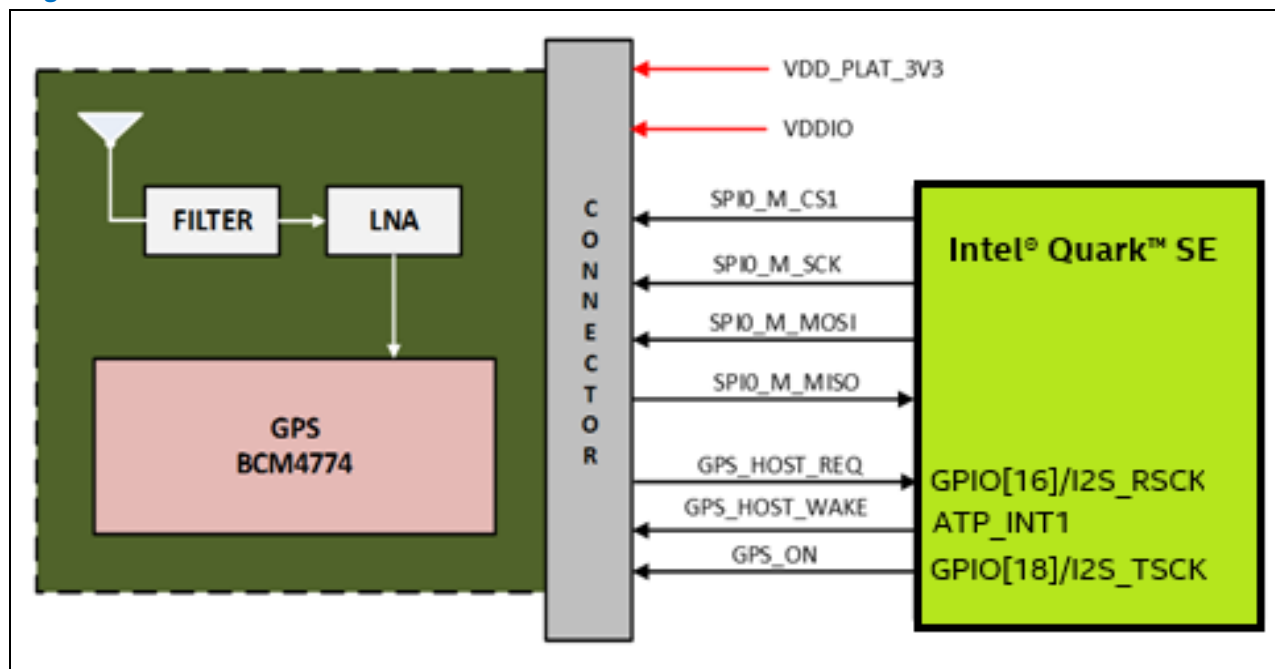 VDD_PLAT_3V3
VDDIO
FILTER
LNA
GPS
BCM4774
CONNECTOR
SPI0_M_CS1
SPI0_M_SCK
SPI0_M_MOSI
SPI0_M_MISO
GPS_HOST_REQ
GPS_HOST_WAKE
GPS_ON
Intel® Quark™ SE
GPIO[16]/I2S_RSCK
ATP_INT1
GPIO[18]/I2S_TSCK